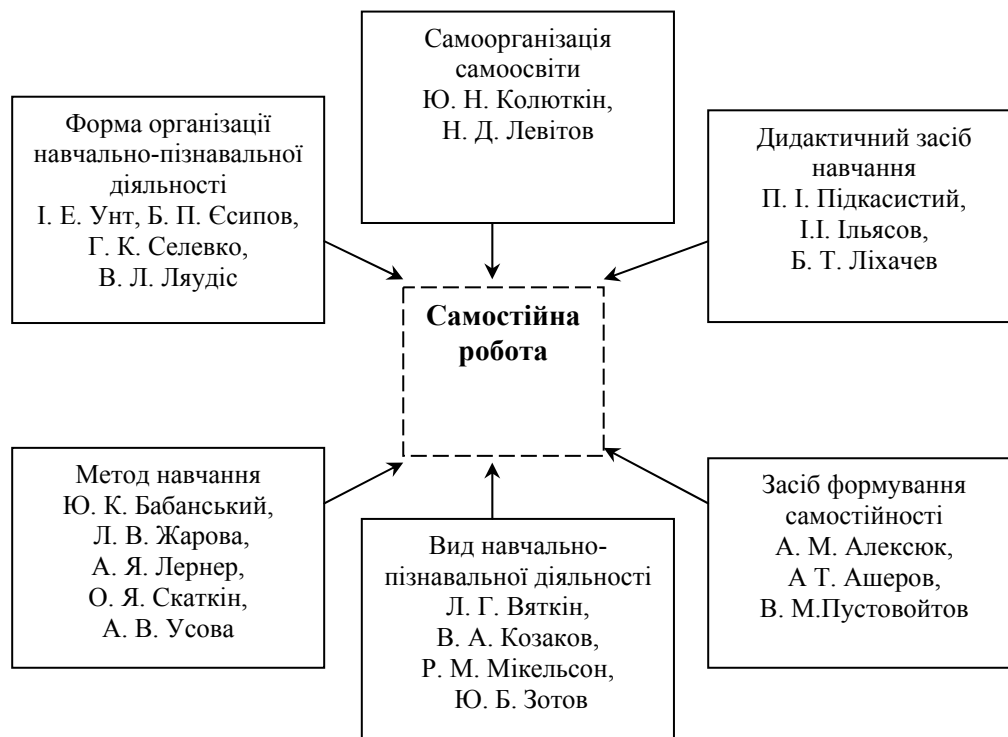 Самоорганізація
самоосвіти
Ю. Н. Колюткін,
Н. Д. Левітов
Форма організації
навчально-пізнавальної
діяльності
І. Е. Унт, Б. П. Єсипов,
Г. К. Селевко,
В. Л. Ляудіс
Дидактичний засіб
навчання
П. І. Підкасистий,
І.І. Ільясов,
Б. Т. Ліхачев
Самостійна
робота
Метод навчання
Ю. К. Бабанський,
Л. В. Жарова,
А. Я. Лернер,
О. Я. Скаткін,
А. В. Усова
Вид навчально-
пізнавальної діяльності
Л. Г. Вяткін,
В. А. Козаков,
Р. М. Мікельсон,
Ю. Б. Зотов
Засіб формування
самостійності
А. М. Алексюк,
А Т. Ашеров,
В. М.Пустовойтов